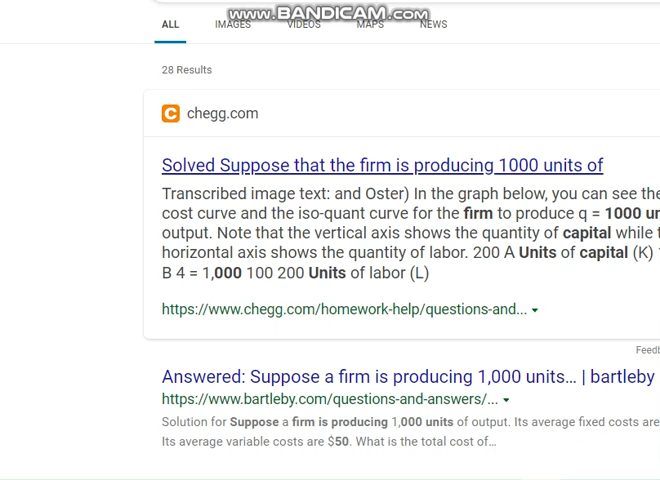 www.BANDICAM.com
ALL IMAGES VIDEOS MAPS NEWS
28 Results
chegg.com
Solved Suppose that the firm is producing 1000 units of
Transcribed image text: and Oster) In the graph below, you can see the
cost curve and the iso-quant curve for the firm to produce q = 1000
output. Note that the vertical axis shows the quantity of capital while
horizontal axis shows the quantity of labor. 200 A Units of capital (K)
B 4 = 1,000 100 200 Units of labor (L)
https://www.chegg.com/homework-help/questions-and...
Answered: Suppose a firm is producing 1,000 units... | bartleby
https://www.bartleby.com/questions-and-answers/...
Solution for Suppose a firm is producing 1,000 units of output. Its average fixed costs are
Its average variable costs are $50. What is the total cost of...